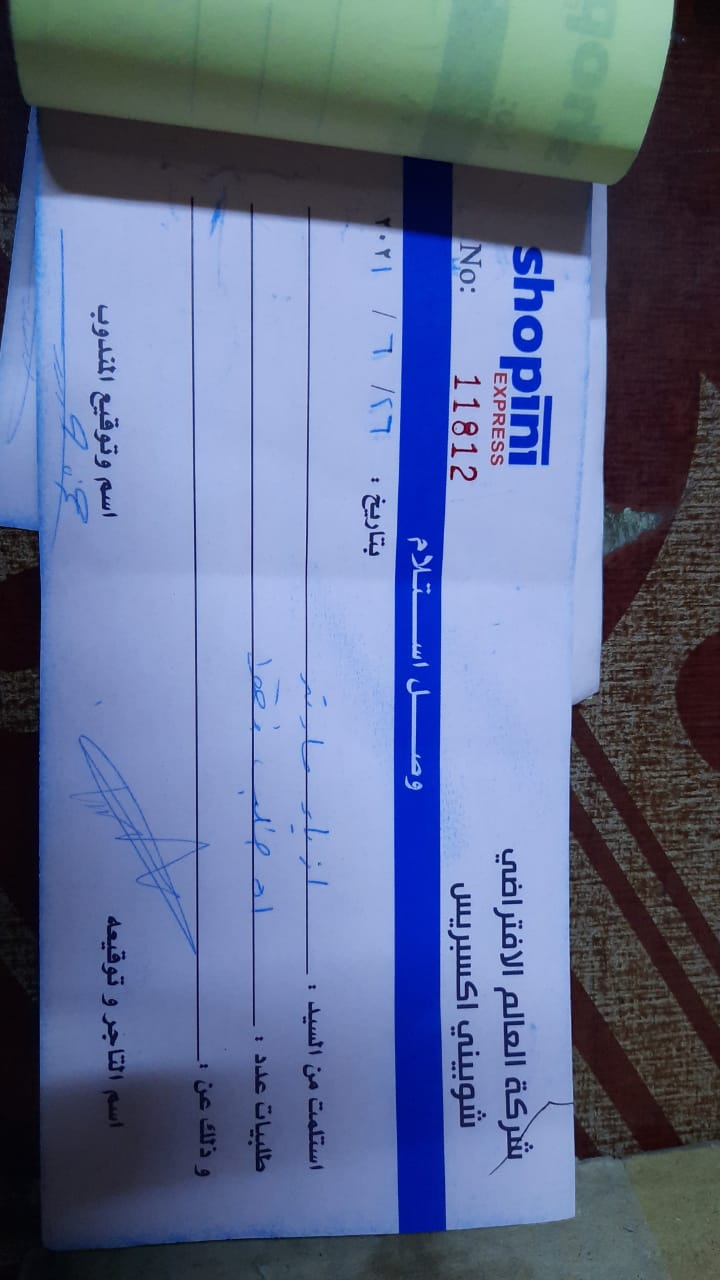 shopini
EXPRESS
شركة العالم الافتراضي
شوبيني اكسبريس
No: 11812
وصل استلام
بتاريخ : ٢٦ / ٦ / ٢٠٢١
استلمت من السيد : ازياء
طلبيات عدد :
و ذلك عن :
اسم التاجر و توقيعه
اسم وتوقيع المندوب